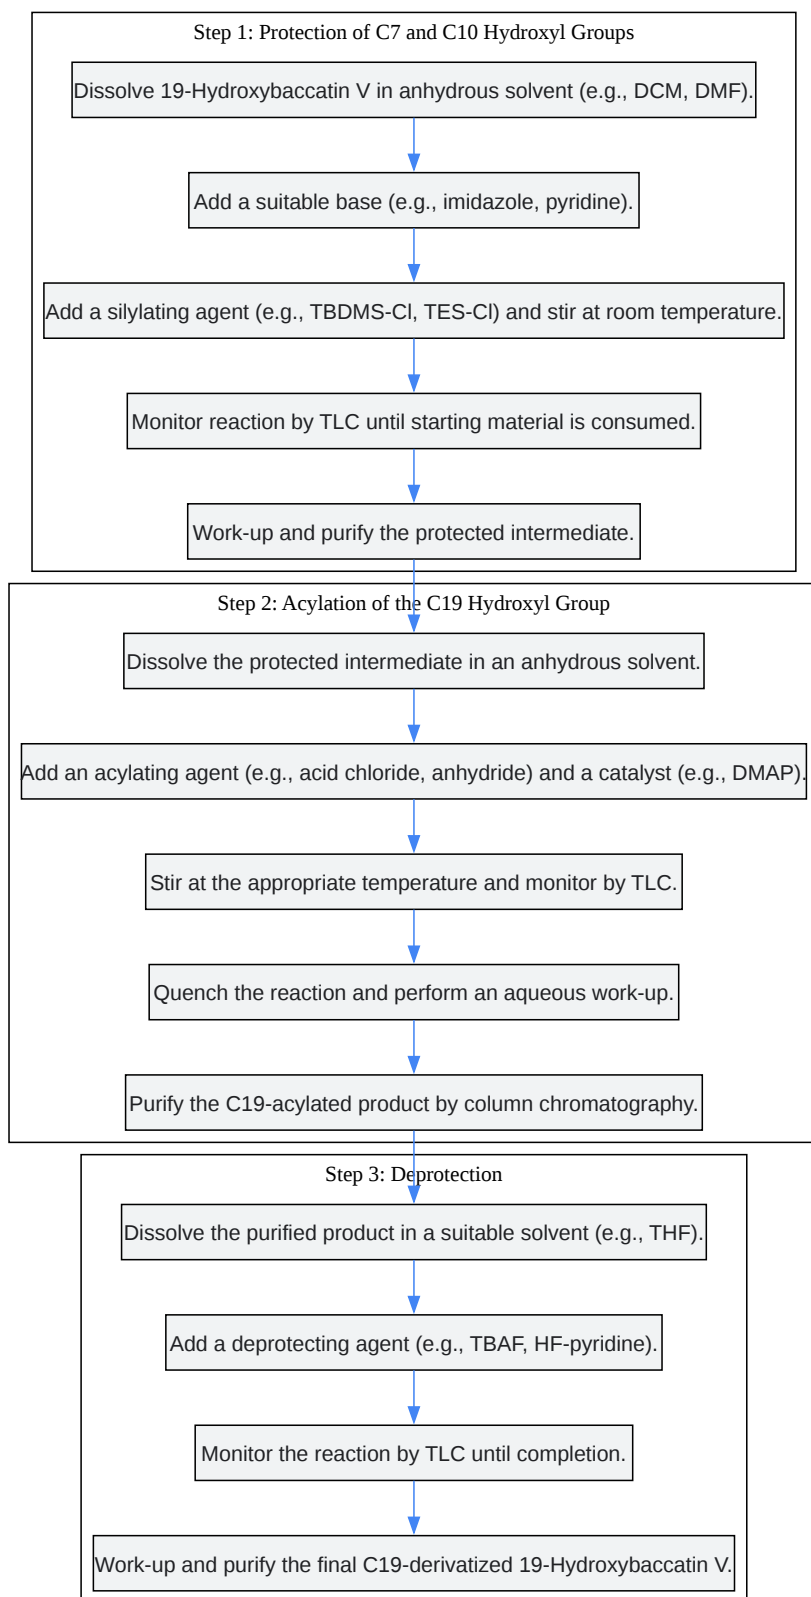 Step 1: Protection of C7 and C10 Hydroxyl Groups
Dissolve 19-Hydroxybaccatin V in anhydrous solvent (e.g., DCM, DMF).
Add a suitable base (e.g., imidazole, pyridine).
Add a silylating agent (e.g., TBDMS-Cl, TES-Cl) and stir at room temperature.
Monitor reaction by TLC until starting material is consumed.
Work-up and purify the protected intermediate.
Step 2: Acylation of the C19 Hydroxyl Group
Dissolve the protected intermediate in an anhydrous solvent.
Add an acylating agent (e.g., acid chloride, anhydride) and a catalyst (e.g., DMAP).
Stir at the appropriate temperature and monitor by TLC.
Quench the reaction and perform an aqueous work-up.
Purify the C19-acylated product by column chromatography.
Step 3: Deprotection
Dissolve the purified product in a suitable solvent (e.g., THF).
Add a deprotecting agent (e.g., TBAF, HF-pyridine).
Monitor the reaction by TLC until completion.
Work-up and purify the final C19-derivatized 19-Hydroxybaccatin V.